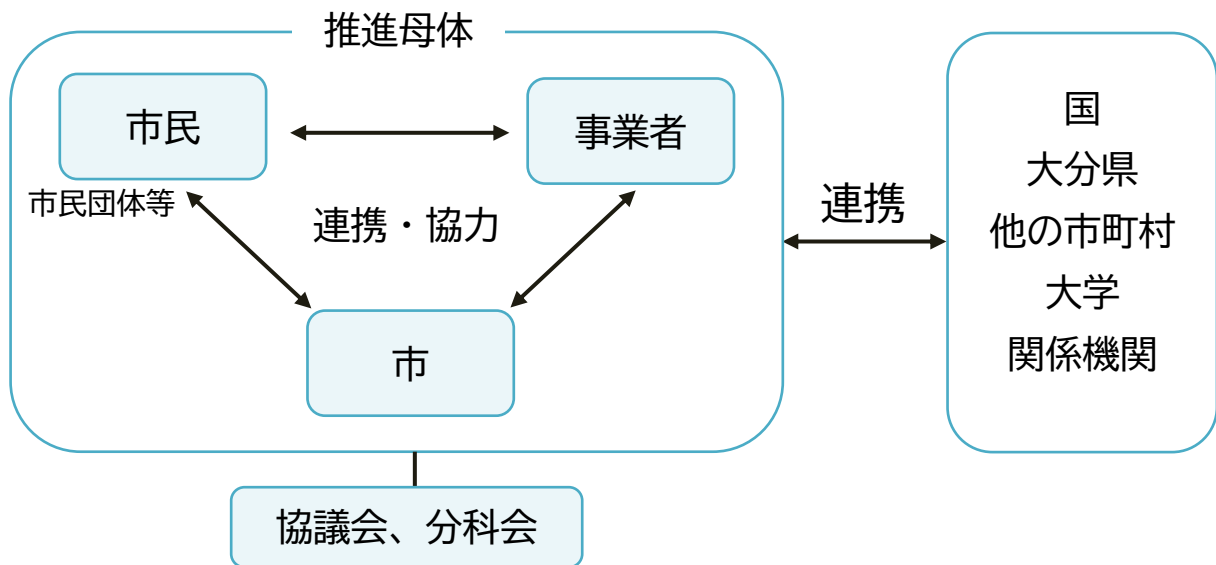 推進母体
市民
事業者
市民団体等
連携・協力
市
協議会、分科会
連携
国
大分県
他の市町村
大学
関係機関